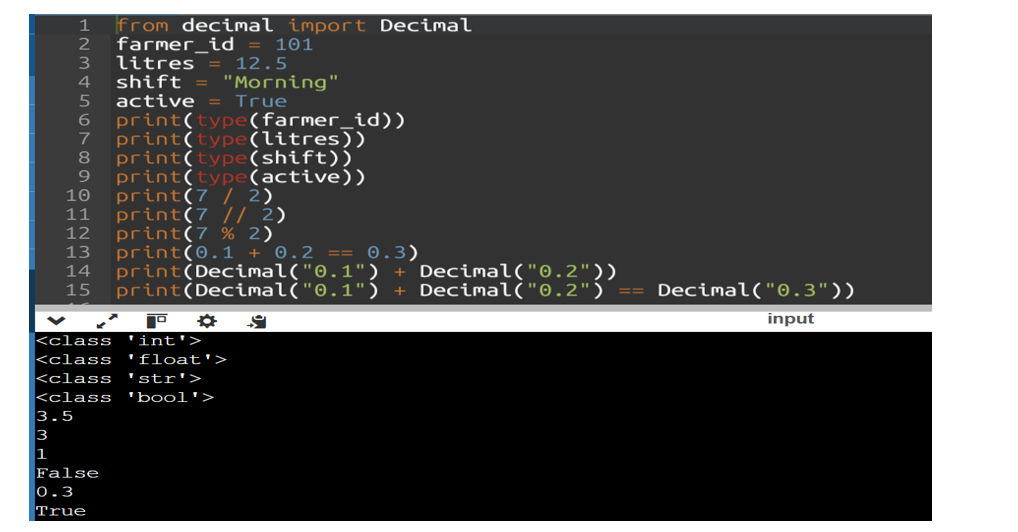 1 from decimal import Decimal
2 farmer_id = 101
3 litres = 12.5
4 shift = "Morning"
5 active = True
6 print(type(farmer_id))
7 print(type(litres))
8 print(type(shift))
9 print(type(active))
10 print(7 / 2)
11 print(7 // 2)
12 print(7 % 2)
13 print(0.1 + 0.2 == 0.3)
14 print(Decimal("0.1") + Decimal("0.2"))
15 print(Decimal("0.1") + Decimal("0.2") == Decimal("0.3"))
input
<class 'int'>
<class 'float'>
<class 'str'>
<class 'bool'>
3.5
3
1
False
0.3
True